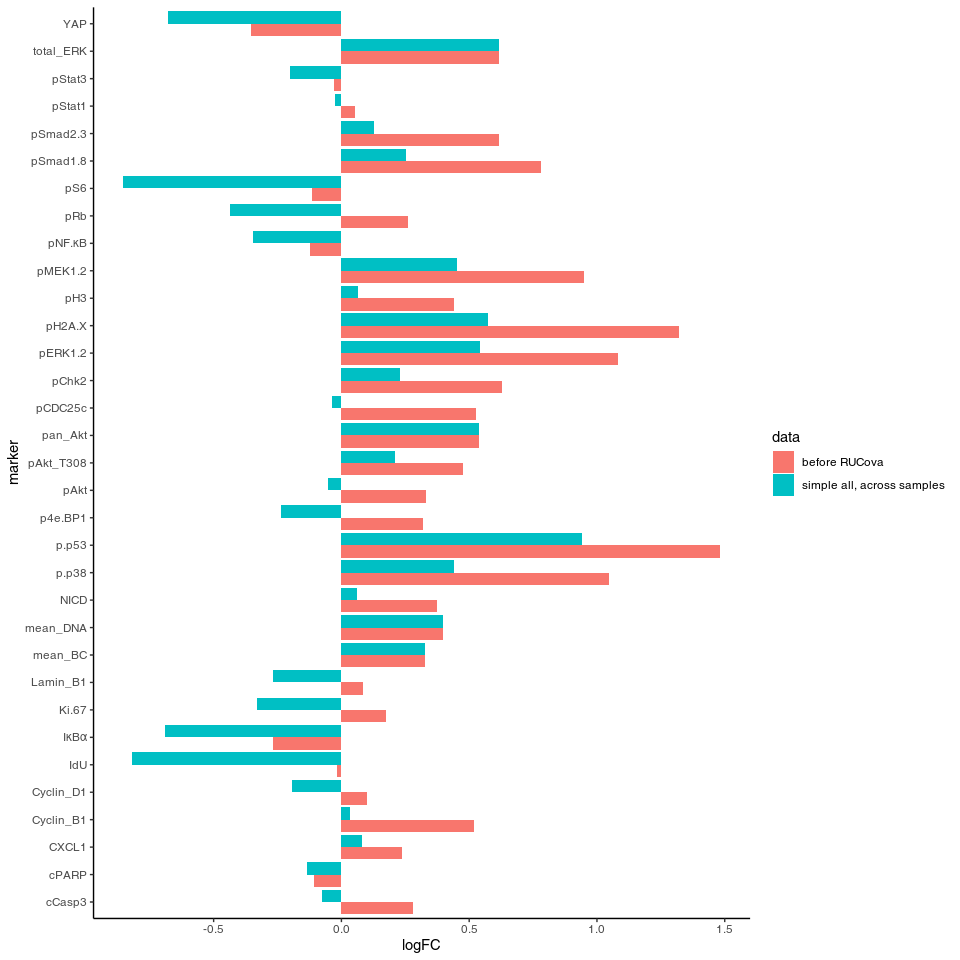 YAP
total_ERK
pStat3
pStat1
pSmad2.3
pSmad1.8
pS6
pRb
pNF.κB
pMEK1.2
pH3
pH2A.X
pERK1.2
pChk2
pCDC25c
pan_Akt
pAkt_T308
pAkt
p4e.BP1
p.p53
p.p38
NICD
mean_DNA
mean_BC
Lamin_B1
Ki.67
IκBα
IdU
Cyclin_D1
Cyclin_B1
CXCL1
cPARP
cCasp3
marker
-0.5 0.0 0.5 1.0 1.5
logFC
data
before RUCova
simple all, across samples